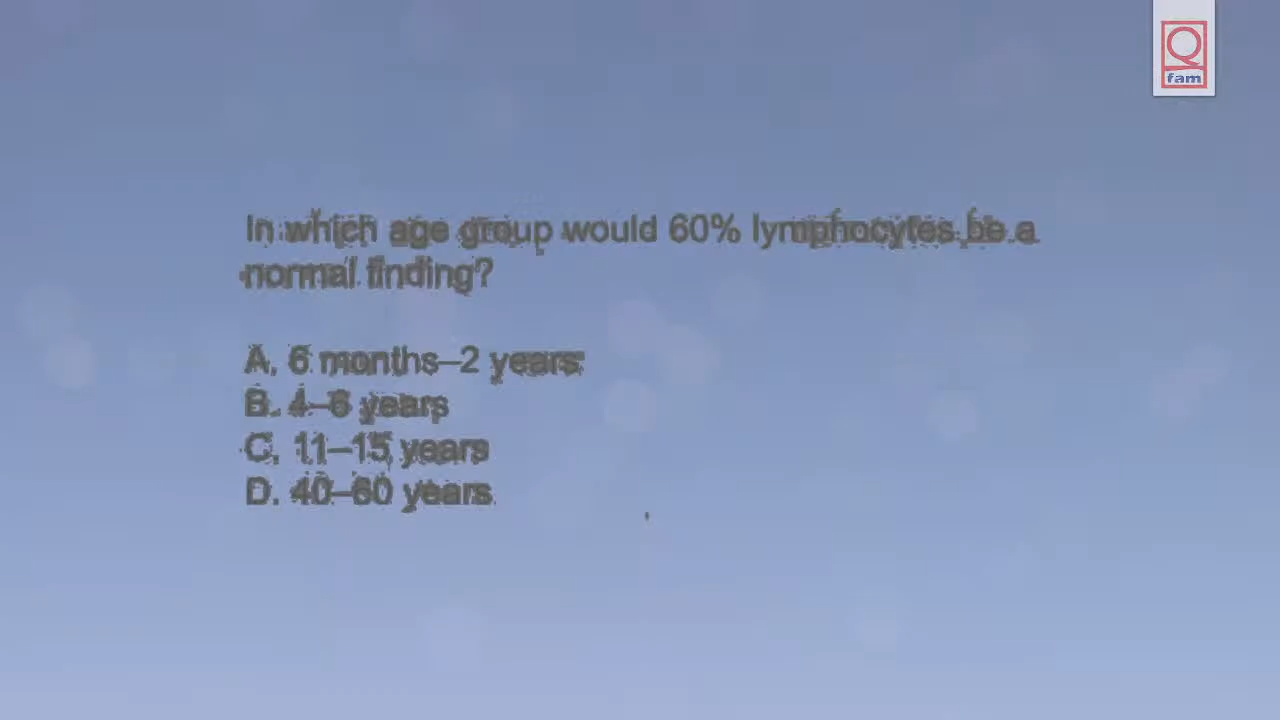 Q
fam
In which age group would 60% lymphocytes be a
normal finding?
A. 6 months–2 years
B. 4–6 years
C. 11–15 years
D. 40–60 years